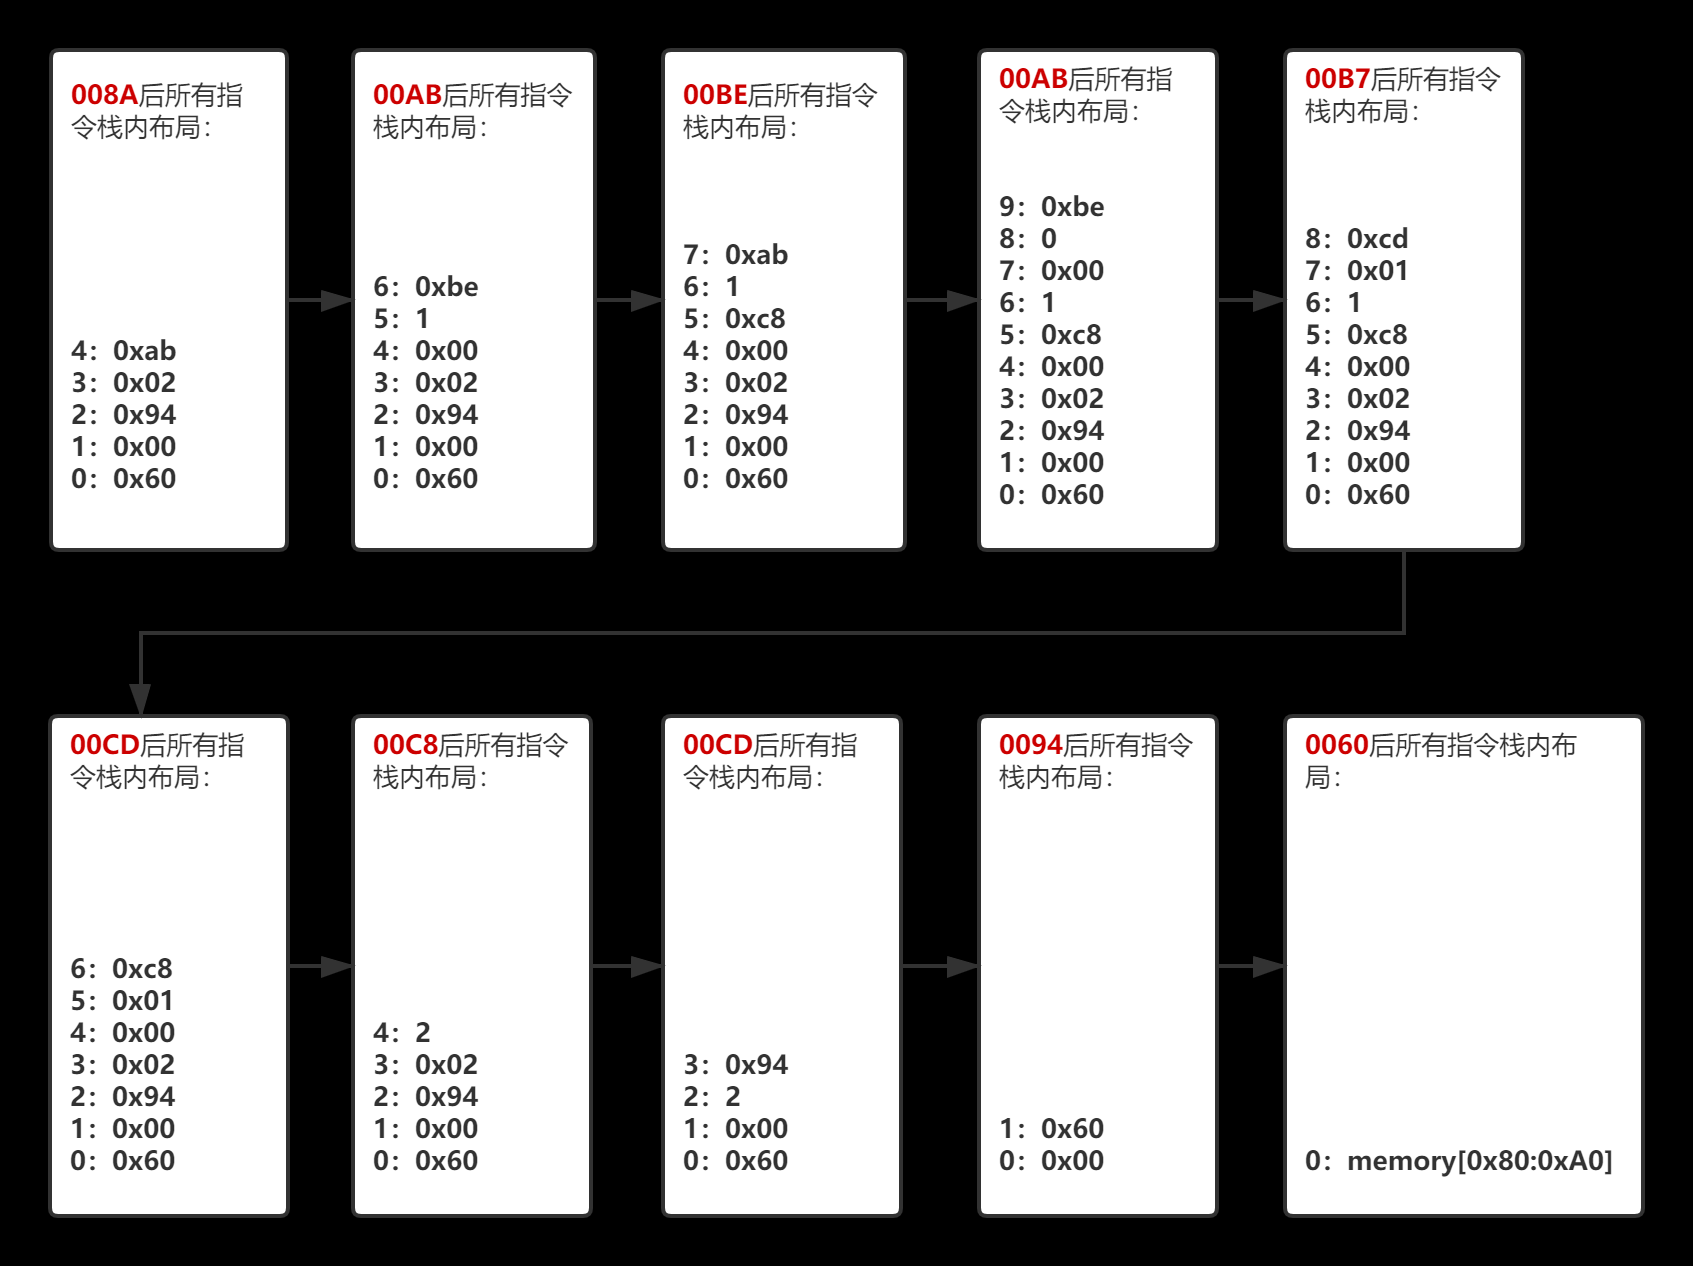 008A后所有指
令栈内布局：
4：0xab
3：0x02
2：0x94
1：0x00
0：0x60
00AB后所有指令
栈内布局：
6：0xbe
5：1
4：0x00
3：0x02
2：0x94
1：0x00
0：0x60
00BE后所有指令
栈内布局：
7：0xab
6：1
5：0xc8
4：0x00
3：0x02
2：0x94
1：0x00
0：0x60
00AB后所有指
令栈内布局：
9：0xbe
8：0
7：0x00
6：1
5：0xc8
4：0x00
3：0x02
2：0x94
1：0x00
0：0x60
00B7后所有指令
栈内布局：
8：0xcd
7：0x01
6：1
5：0xc8
4：0x00
3：0x02
2：0x94
1：0x00
0：0x60
00CD后所有指
令栈内布局：
6：0xc8
5：0x01
4：0x00
3：0x02
2：0x94
1：0x00
0：0x60
00C8后所有指令
栈内布局：
4：2
3：0x02
2：0x94
1：0x00
0：0x60
00CD后所有指
令栈内布局：
3：0x94
2：2
1：0x00
0：0x60
0094后所有指令
栈内布局：
1：0x60
0：0x00
0060后所有指令栈内布
局：
0：memory[0x80:0xA0]